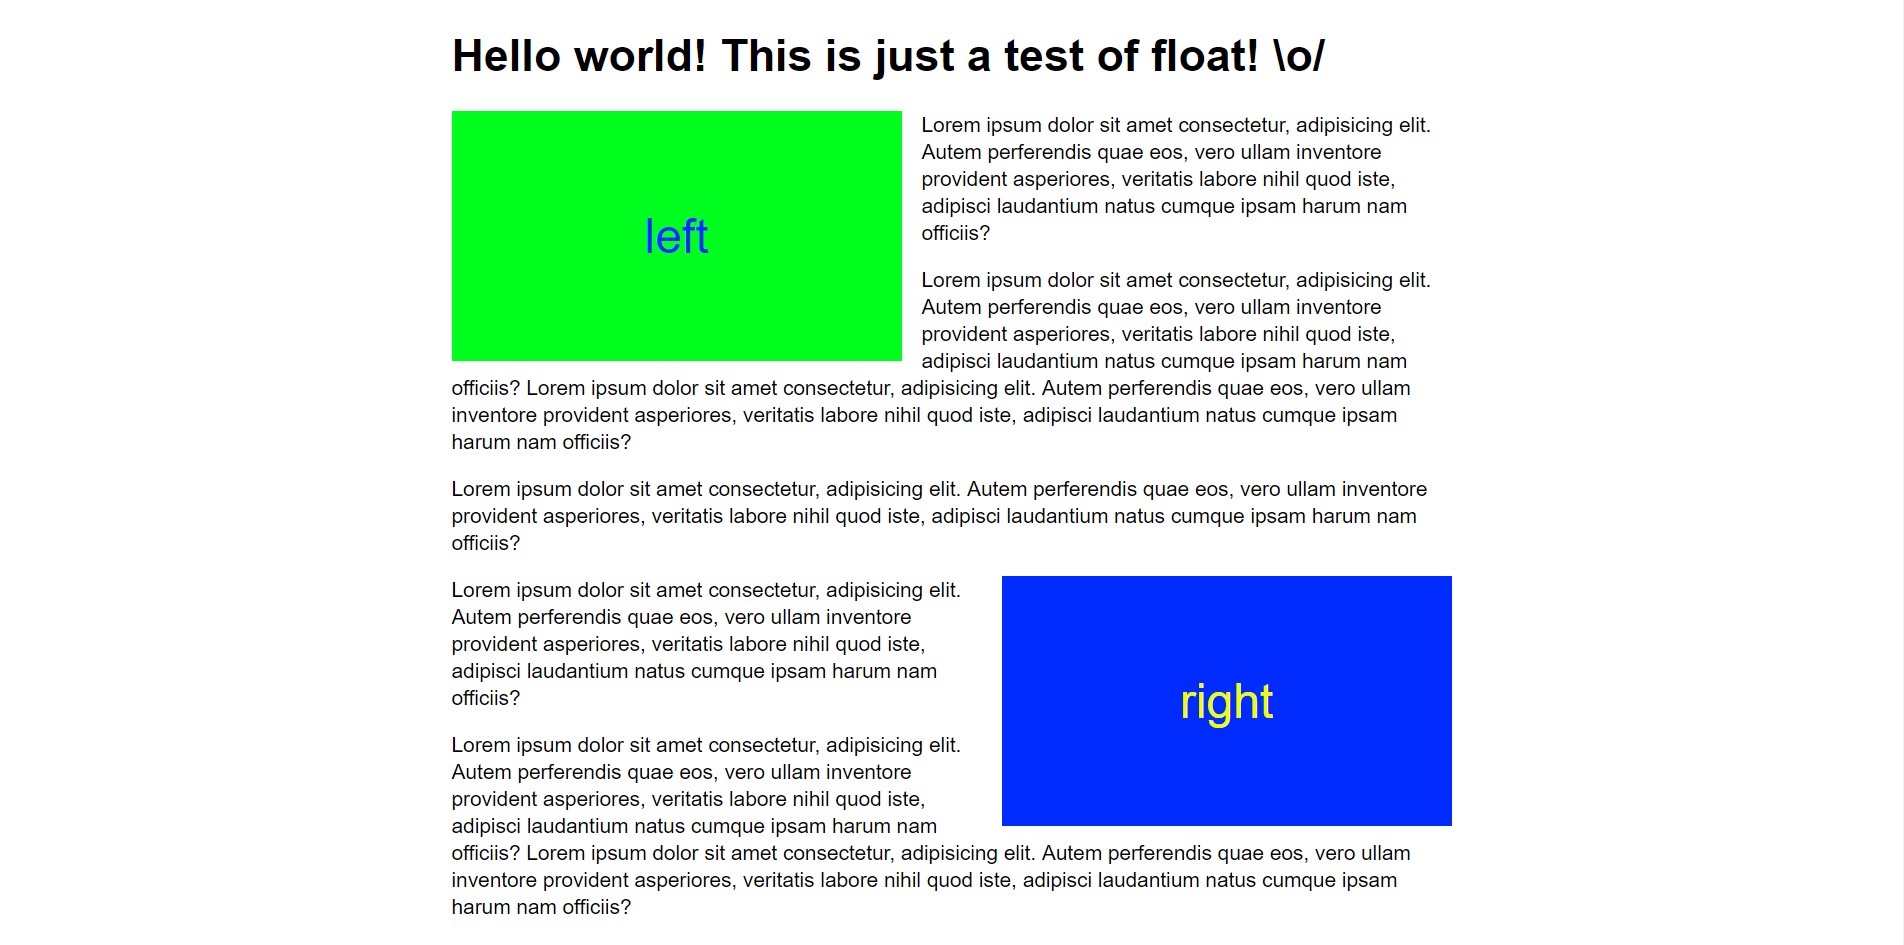 Hello world! This is just a test of float! \o/
left
Lorem ipsum dolor sit amet consectetur, adipisicing elit.
Autem perferendis quae eos, vero ullam inventore
provident asperiores, veritatis labore nihil quod iste,
adipisci laudantium natus cumque ipsam harum nam
officiis?
Lorem ipsum dolor sit amet consectetur, adipisicing elit.
Autem perferendis quae eos, vero ullam inventore
provident asperiores, veritatis labore nihil quod iste,
adipisci laudantium natus cumque ipsam harum nam
officiis? Lorem ipsum dolor sit amet consectetur, adipisicing elit. Autem perferendis quae eos, vero ullam
inventore provident asperiores, veritatis labore nihil quod iste, adipisci laudantium natus cumque ipsam
harum nam officiis?
Lorem ipsum dolor sit amet consectetur, adipisicing elit. Autem perferendis quae eos, vero ullam inventore
provident asperiores, veritatis labore nihil quod iste, adipisci laudantium natus cumque ipsam harum nam
officiis?
Lorem ipsum dolor sit amet consectetur, adipisicing elit.
Autem perferendis quae eos, vero ullam inventore
provident asperiores, veritatis labore nihil quod iste,
adipisci laudantium natus cumque ipsam harum nam
officiis?
right
Lorem ipsum dolor sit amet consectetur, adipisicing elit.
Autem perferendis quae eos, vero ullam inventore
provident asperiores, veritatis labore nihil quod iste,
adipisci laudantium natus cumque ipsam harum nam
officiis? Lorem ipsum dolor sit amet consectetur, adipisicing elit. Autem perferendis quae eos, vero ullam
inventore provident asperiores, veritatis labore nihil quod iste, adipisci laudantium natus cumque ipsam
harum nam officiis?